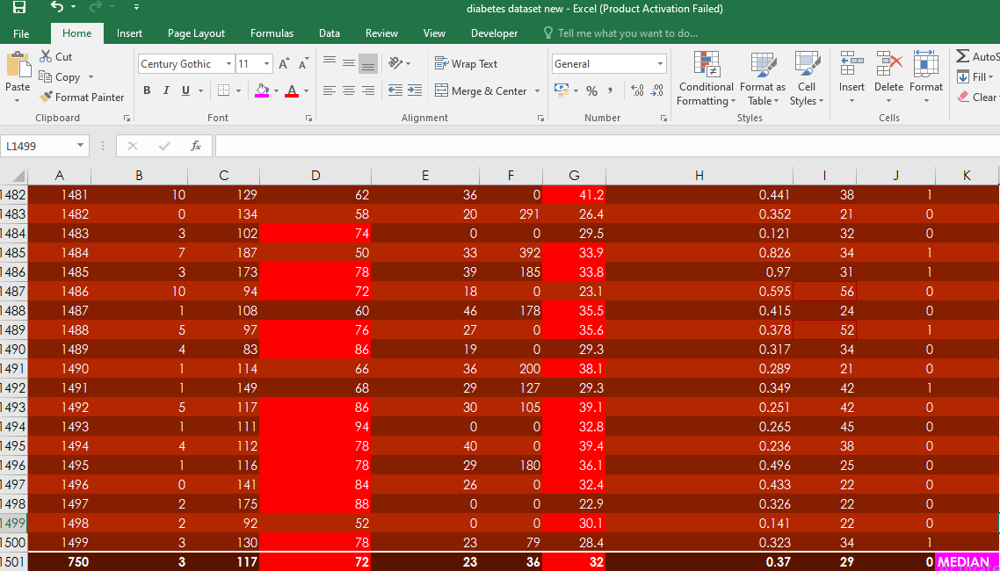 diabetes dataset new - Excel (Product Activation Failed)
File Home Insert Page Layout Formulas Data Review View Developer Tell me what you want to do...
Paste Cut Copy Format Painter Clipboard
Century Gothic 11 A A B I U A Font
Wrap Text Merge & Center Alignment
General % , .00 .00 Number
Conditional Formatting Format as Table Cell Styles Styles
Insert Delete Format Cells
AutoS Fill Clear
L1499 fx
A B C D E F G H I J K
1482 1481 10 129 62 36 0 41.2 0.441 38 1
1483 1482 0 134 58 20 291 26.4 0.352 21 0
1484 1483 3 102 74 0 0 29.5 0.121 32 0
1485 1484 7 187 50 33 392 33.9 0.826 34 1
1486 1485 3 173 78 39 185 33.8 0.97 31 1
1487 1486 10 94 72 18 0 23.1 0.595 56 0
1488 1487 1 108 60 46 178 35.5 0.415 24 0
1489 1488 5 97 76 27 0 35.6 0.378 52 1
1490 1489 4 83 86 19 0 29.3 0.317 34 0
1491 1490 1 114 66 36 200 38.1 0.289 21 0
1492 1491 1 149 68 29 127 29.3 0.349 42 1
1493 1492 5 117 86 30 105 39.1 0.251 42 0
1494 1493 1 111 94 0 0 32.8 0.265 45 0
1495 1494 4 112 78 40 0 39.4 0.236 38 0
1496 1495 1 116 78 29 180 36.1 0.496 25 0
1497 1496 0 141 84 26 0 32.4 0.433 22 0
1498 1497 2 175 88 0 0 22.9 0.326 22 0
1499 1498 2 92 52 0 0 30.1 0.141 22 0
1500 1499 3 130 78 23 79 28.4 0.323 34 1
1501 750 3 117 72 23 36 32 0.37 29 0 MEDIAN